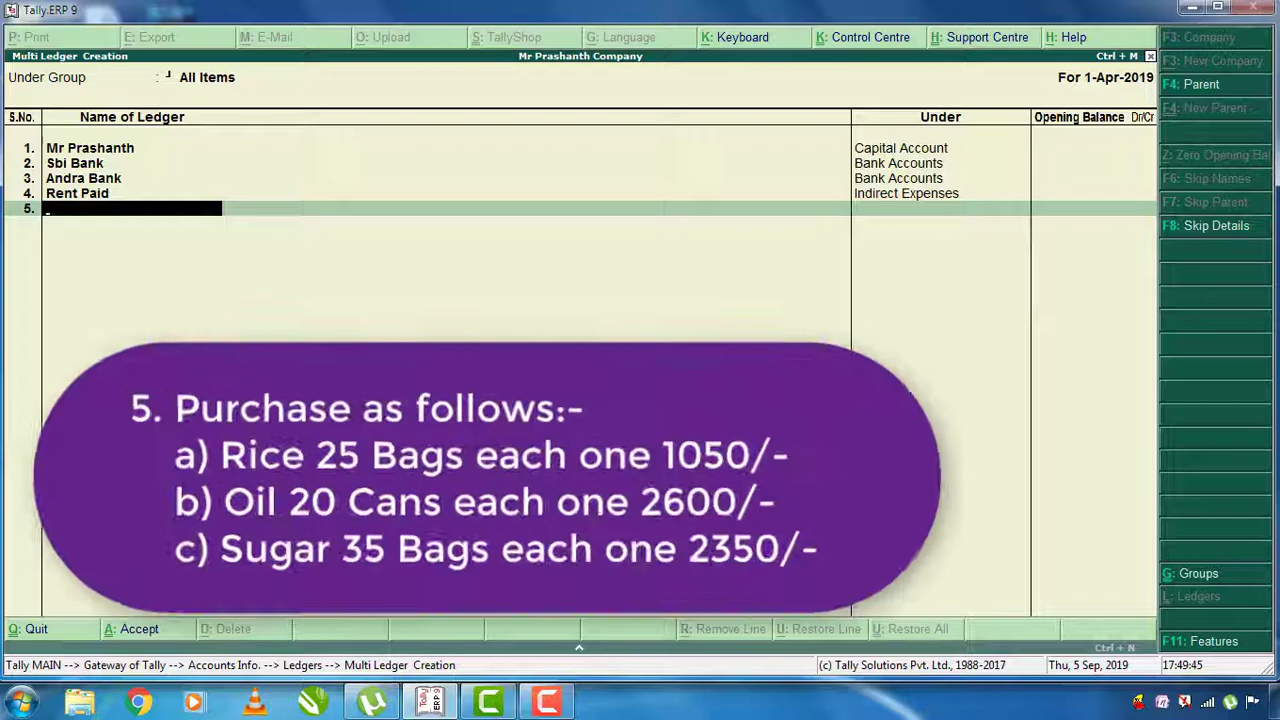 Tally.ERP 9
P: Print E: Export M: E-Mail O: Upload S: TallyShop G: Language K: Keyboard K: Control Centre H: Support Centre H: Help
Multi Ledger Creation Mr Prashanth Company Ctrl + M
Under Group : All Items For 1-Apr-2019
S.No. Name of Ledger Under Opening Balance Dr/Cr
1. Mr Prashanth Capital Account
2. Sbi Bank Bank Accounts
3. Andra Bank Bank Accounts
4. Rent Paid Indirect Expenses
5.
5. Purchase as follows:-
a) Rice 25 Bags each one 1050/-
b) Oil 20 Cans each one 2600/-
c) Sugar 35 Bags each one 2350/-
F3: Company
F3: New Company
F4: Parent
F4: New Parent
Z: Zero Opening Bal
F6: Skip Names
F7: Skip Parent
F8: Skip Details
G: Groups
L: Ledgers
F11: Features
Q: Quit A: Accept D: Delete R: Remove Line U: Restore Line U: Restore All
Ctrl + N
Tally MAIN --> Gateway of Tally --> Accounts Info. --> Ledgers --> Multi Ledger Creation (c) Tally Solutions Pvt. Ltd., 1988-2017 Thu, 5 Sep, 2019 17:49:45